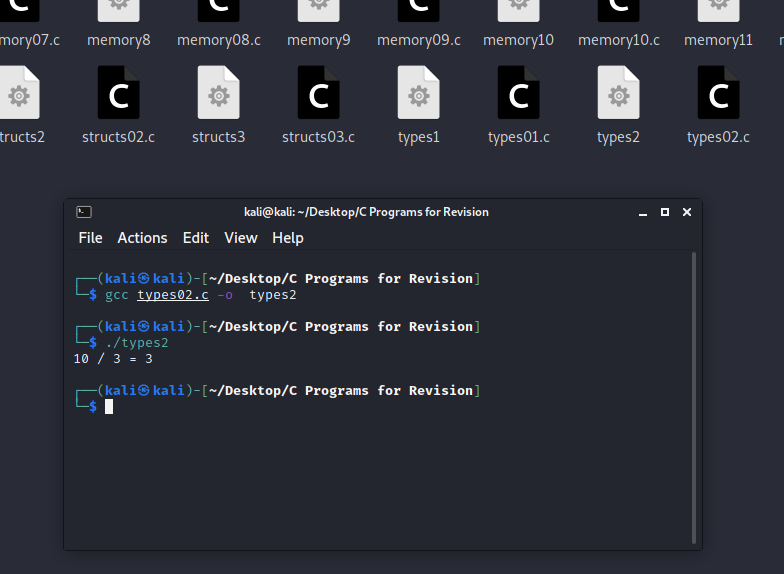 mory07.c memory8 memory08.c memory9 memory09.c memory10 memory10.c memory11
tructs2 structs02.c structs3 structs03.c types1 types01.c types2 types02.c
kali@kali: ~/Desktop/C Programs for Revision
File Actions Edit View Help
┌──(kali㉿kali)-[~/Desktop/C Programs for Revision]
└─$ gcc types02.c -o  types2
┌──(kali㉿kali)-[~/Desktop/C Programs for Revision]
└─$ ./types2
10 / 3 = 3
┌──(kali㉿kali)-[~/Desktop/C Programs for Revision]
└─$